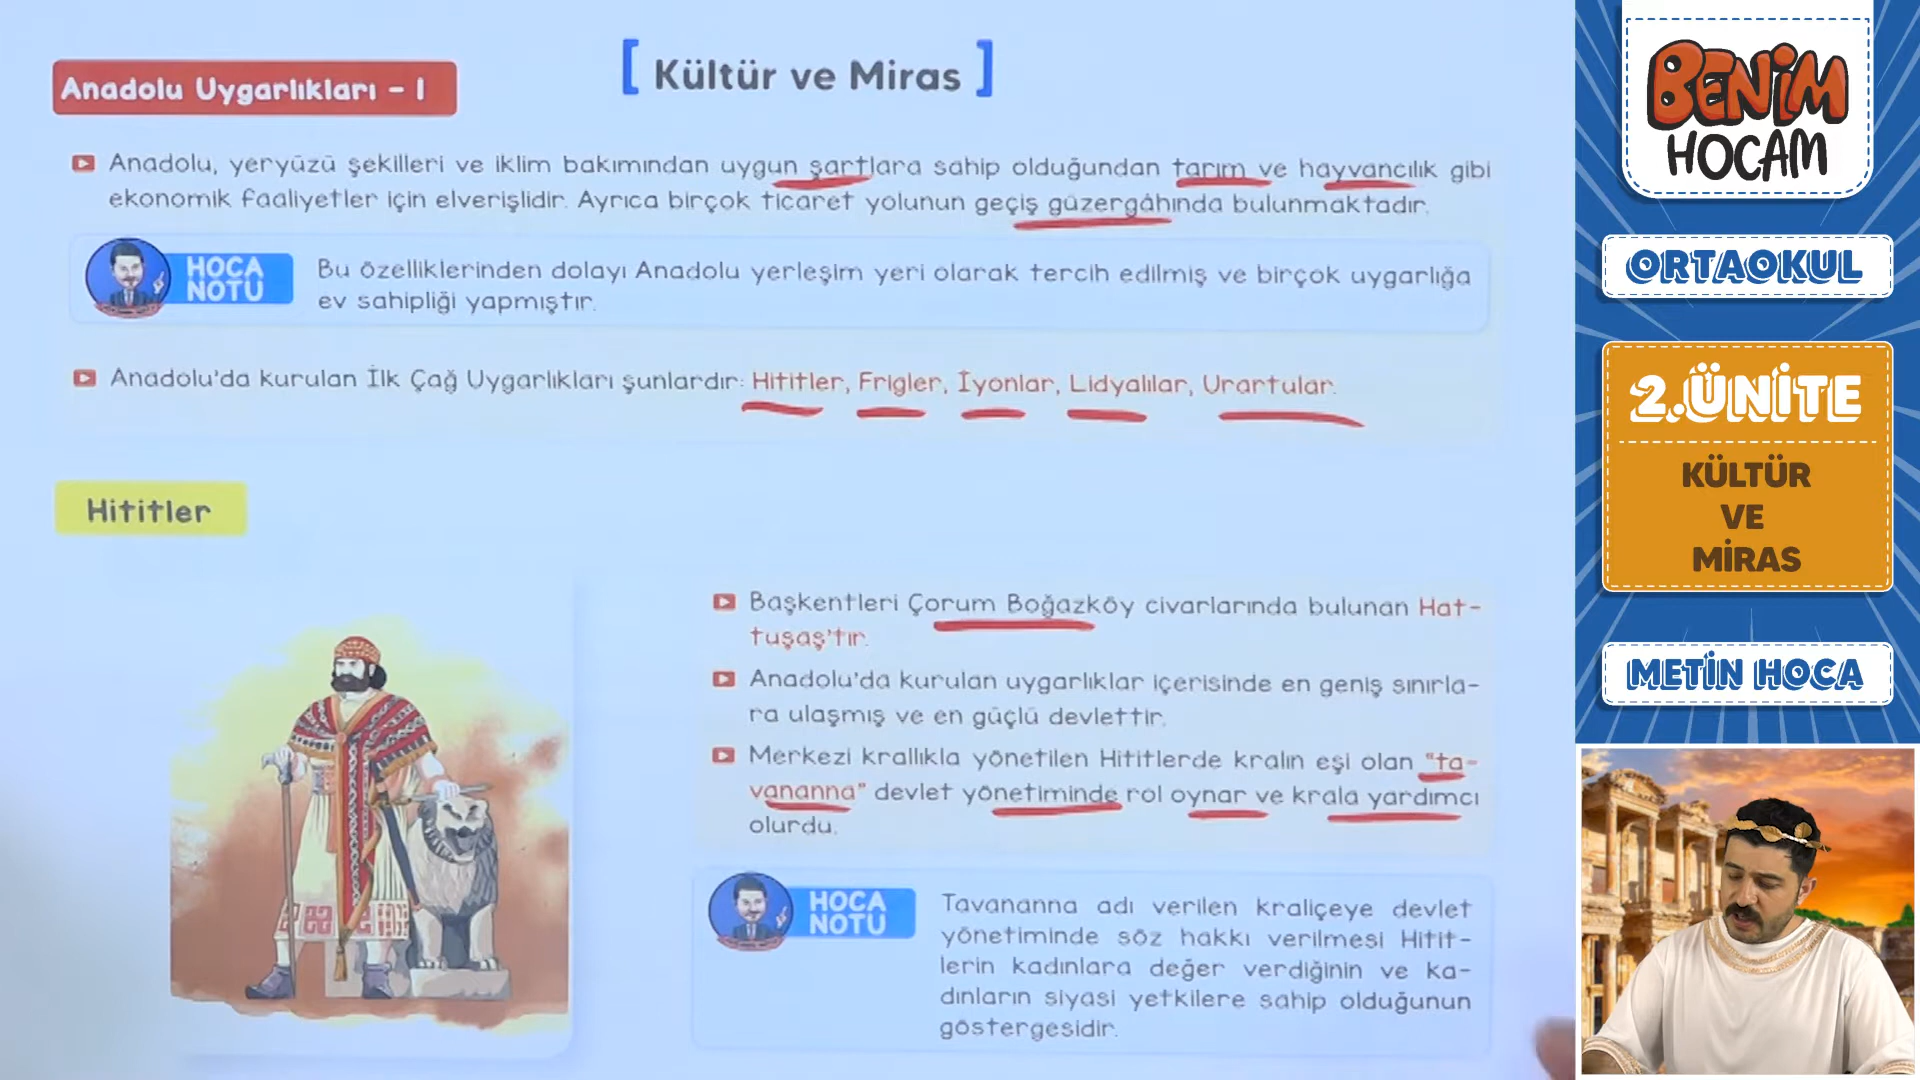 [ Kültür ve Miras ]
Anadolu Uygarlıkları - I
Anadolu, yeryüzü şekilleri ve iklim bakımından uygun şartlara sahip olduğundan tarım ve hayvancılık gibi
ekonomik faaliyetler için elverişlidir. Ayrıca birçok ticaret yolunun geçiş güzergâhında bulunmaktadır.
HOCA
NOTU
Bu özelliklerinden dolayı Anadolu yerleşim yeri olarak tercih edilmiş ve birçok uygarlığa
ev sahipliği yapmıştır.
Anadolu'da kurulan İlk Çağ Uygarlıkları şunlardır: Hititler, Frigler, İyonlar, Lidyalılar, Urartular.
Hititler
Başkentleri Çorum Boğazköy civarlarında bulunan Hat-
tuşaş'tır.
Anadolu'da kurulan uygarlıklar içerisinde en geniş sınırla-
ra ulaşmış ve en güçlü devlettir.
Merkezi krallıkla yönetilen Hititlerde kralın eşi olan "ta-
vananna" devlet yönetiminde rol oynar ve krala yardımcı
olurdu.
HOCA
NOTU
Tavananna adı verilen kraliçeye devlet
yönetiminde söz hakkı verilmesi Hitit-
lerin kadınlara değer verdiğinin ve ka-
dınların siyasi yetkilere sahip olduğunun
göstergesidir.
BENİM
HOCAM
ORTAOKUL
2.ÜNİTE
KÜLTÜR
VE
MİRAS
METİN HOCA